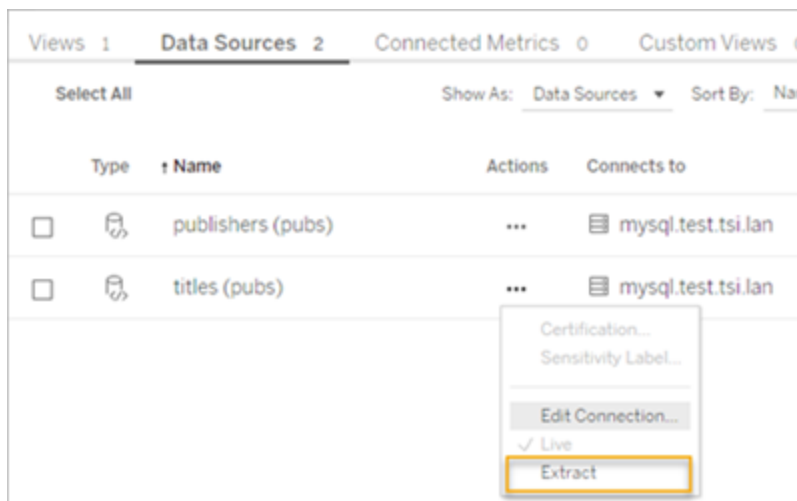 Views 1 Data Sources 2 Connected Metrics 0 Custom Views
Select All Show As: Data Sources Sort By:
Type ↑ Name Actions Connects to
publishers (pubs) ••• mysql.test.tsi.lan
titles (pubs) ••• mysql.test.tsi.lan
Certification...
Sensitivity Label...
Edit Connection...
✓ Live
Extract